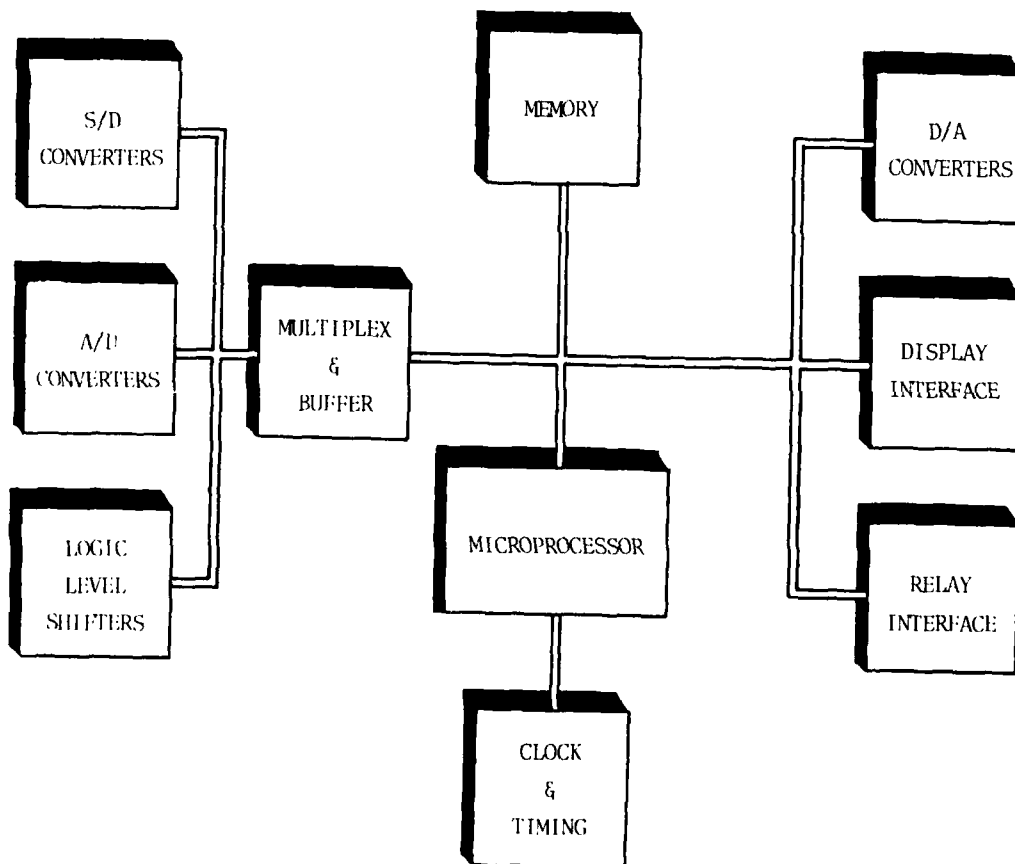 S/D
CONVERTERS
MEMORY
D/A
CONVERTERS
A/D
CONVERTERS
MULTIPLEX
&
BUFFER
DISPLAY
INTERFACE
LOGIC
LEVEL
SHIFTERS
MICROPROCESSOR
RELAY
INTERFACE
CLOCK
&
TIMING